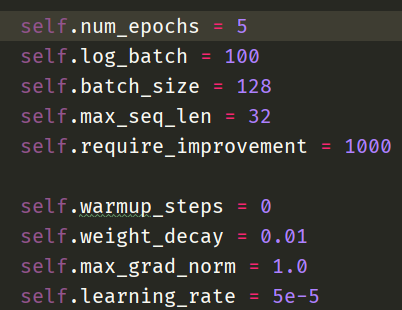 self.num_epochs = 5
self.log_batch = 100
self.batch_size = 128
self.max_seq_len = 32
self.require_improvement = 1000
self.warmup_steps = 0
self.weight_decay = 0.01
self.max_grad_norm = 1.0
self.learning_rate = 5e-5